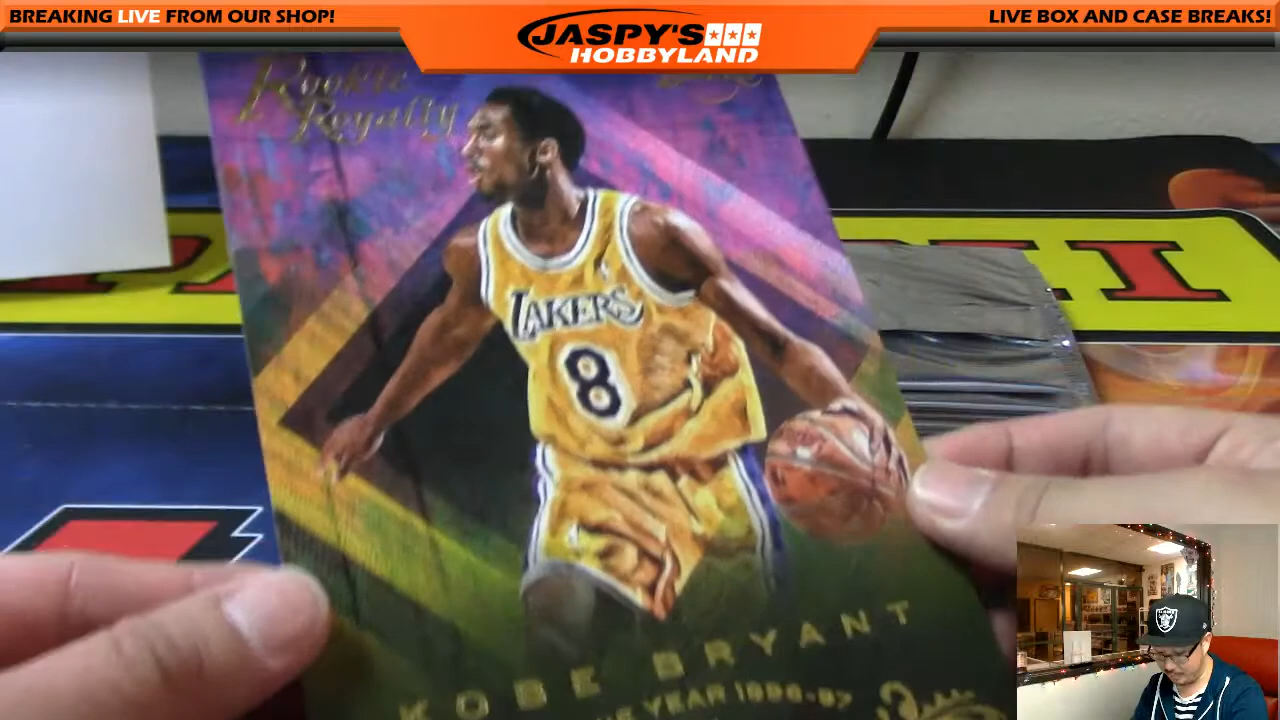 BREAKING LIVE FROM OUR SHOP!
JASPY'S
HOBBYLAND
LIVE BOX AND CASE BREAKS!
Rookie
Royalty
LAKERS
8
KOBE BRYANT
YEAR 1996-97